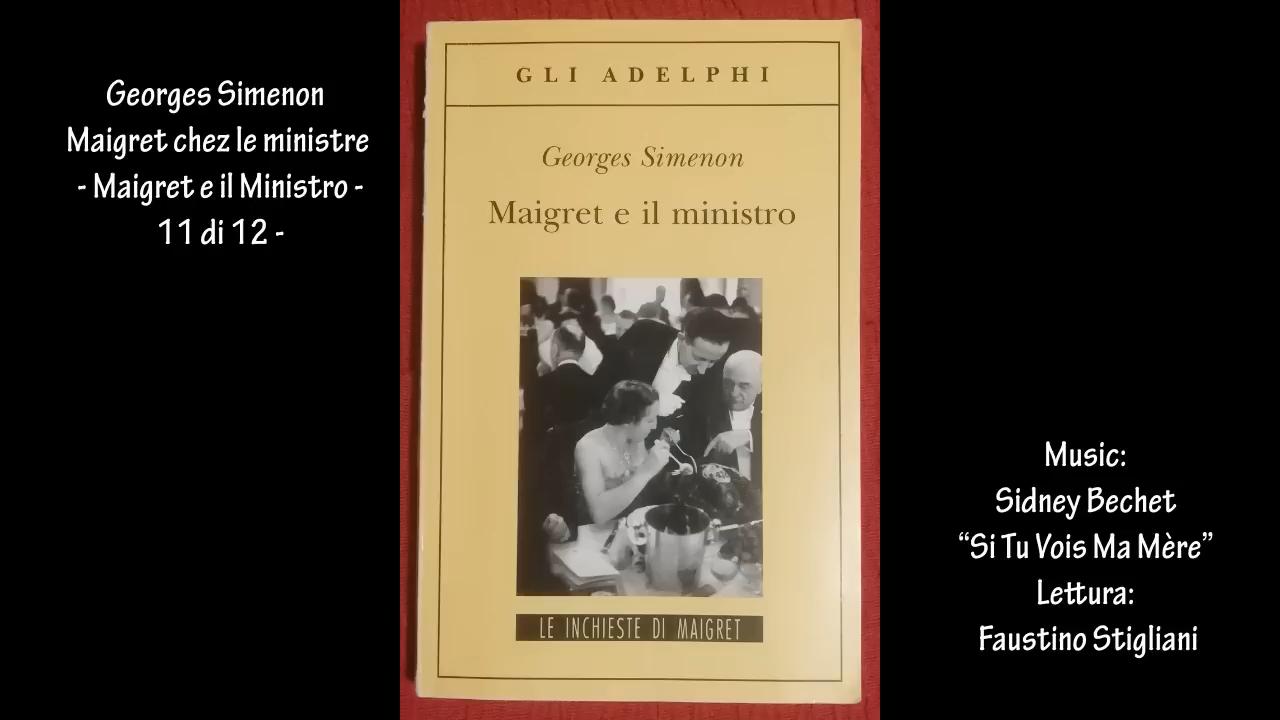 Georges Simenon
Maigret chez le ministre
- Maigret e il Ministro -
11 di 12 -
GLI ADELPHI
Georges Simenon
Maigret e il ministro
LE INCHIESTE DI MAIGRET
Music:
Sidney Bechet
“Si Tu Vois Ma Mère”
Lettura:
Faustino Stigliani